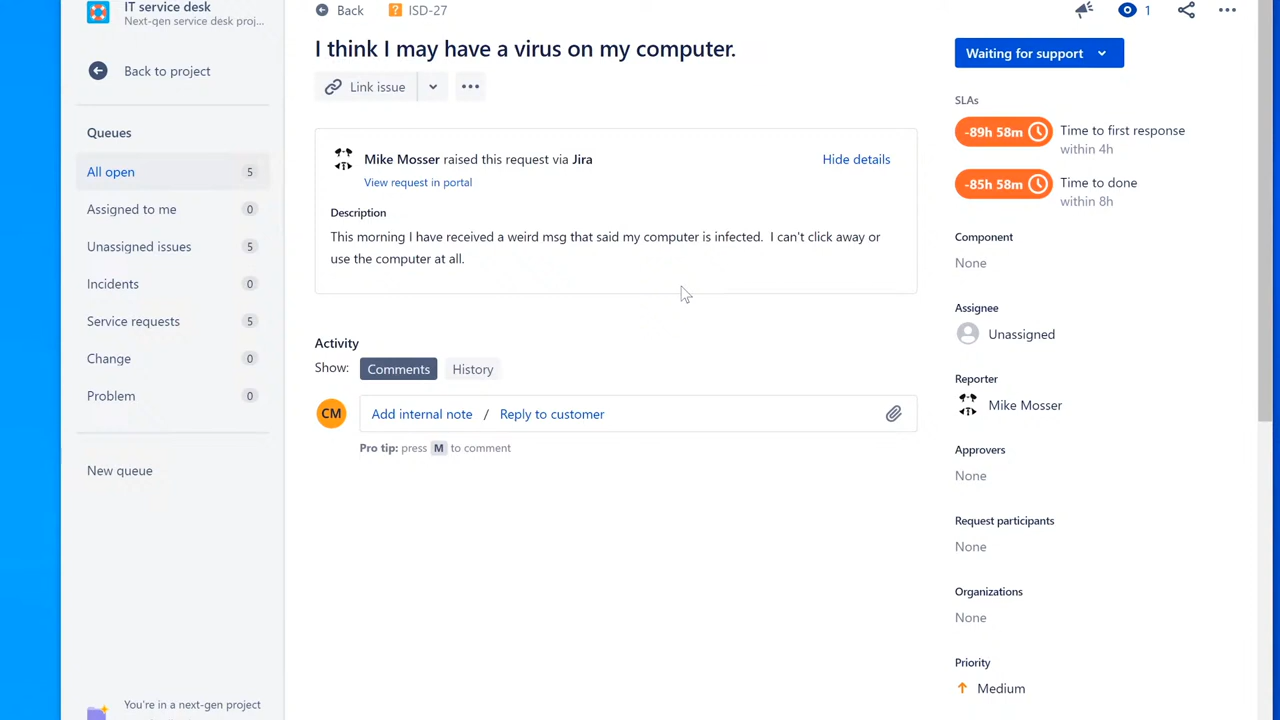 IT service desk
Next-gen service desk proj...
Back to project
Queues
All open 5
Assigned to me 0
Unassigned issues 5
Incidents 0
Service requests 5
Change 0
Problem 0
New queue
You're in a next-gen project
Back ISD-27
I think I may have a virus on my computer.
Link issue
Mike Mosser raised this request via Jira Hide details
View request in portal
Description
This morning I have received a weird msg that said my computer is infected. I can't click away or
use the computer at all.
Activity
Show: Comments History
CM Add internal note / Reply to customer
Pro tip: press M to comment
1
Waiting for support
SLAs
-89h 58m Time to first response
within 4h
-85h 58m Time to done
within 8h
Component
None
Assignee
Unassigned
Reporter
Mike Mosser
Approvers
None
Request participants
None
Organizations
None
Priority
Medium